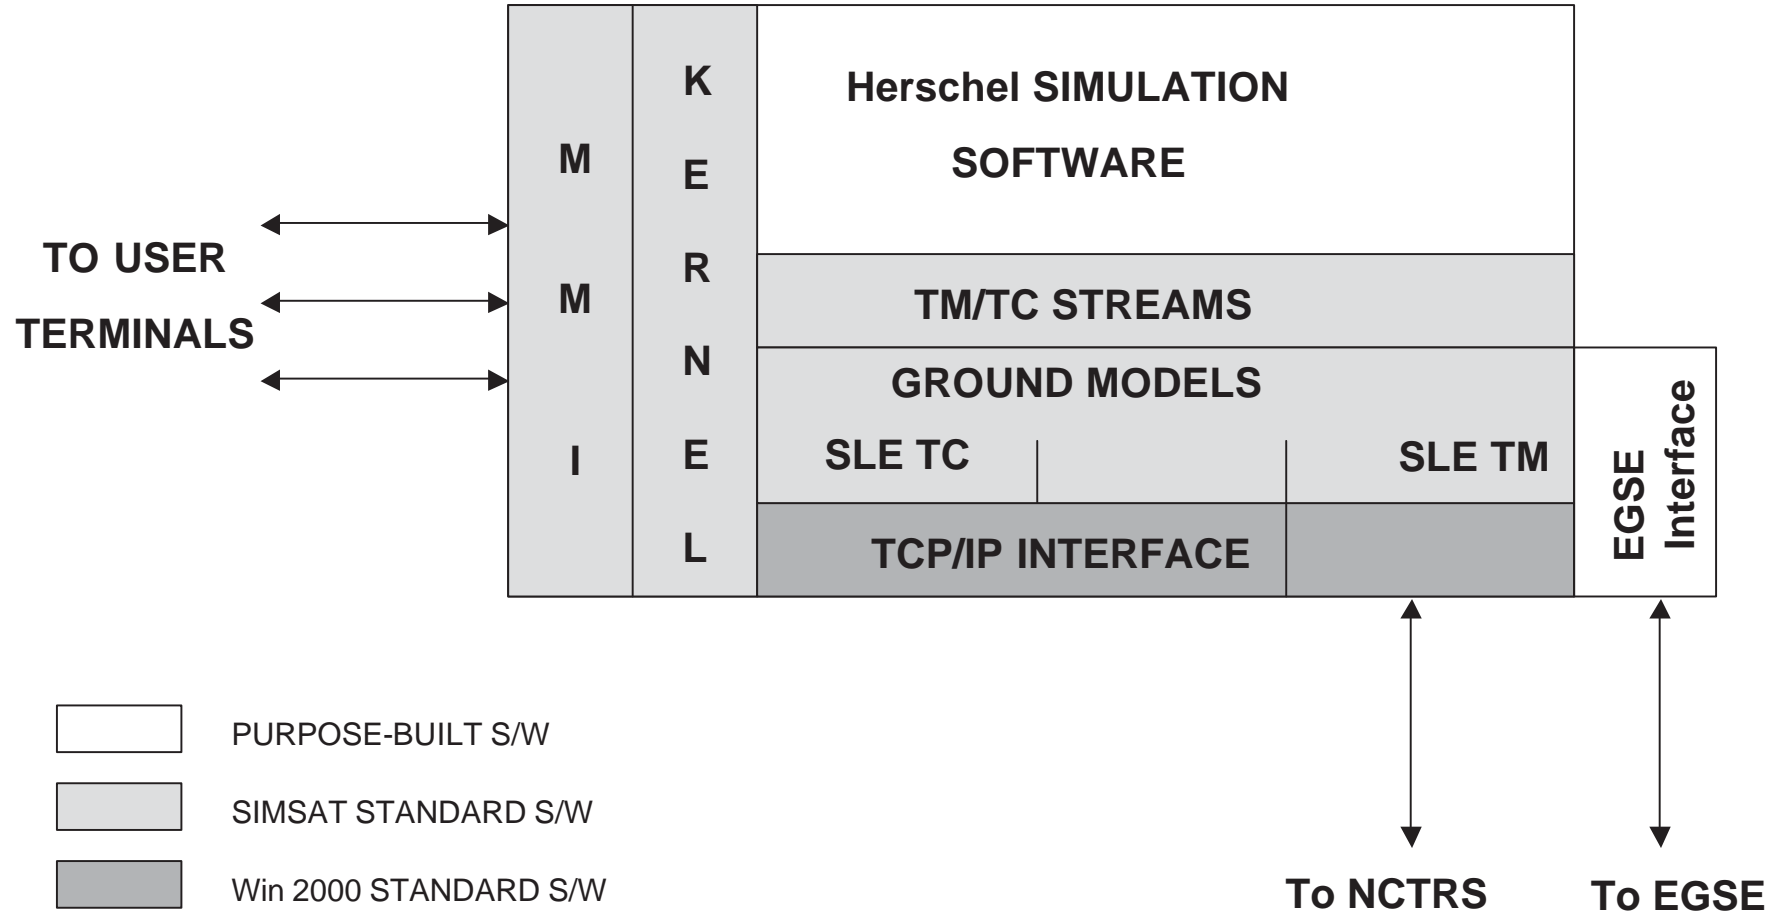 TO USER
TERMINALS
M
M
I
K
E
R
N
E
L
Herschel SIMULATION
SOFTWARE
TM/TC STREAMS
GROUND MODELS
SLE TC
SLE TM
TCP/IP INTERFACE
EGSE
Interface
To NCTRS
To EGSE
PURPOSE-BUILT S/W
SIMSAT STANDARD S/W
Win 2000 STANDARD S/W